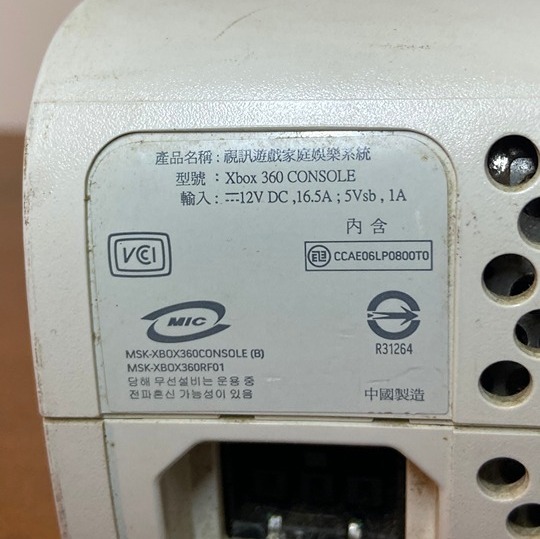 產品名稱：視訊遊戲家庭娛樂系統
型號：Xbox 360 CONSOLE
輸入：⎓12V DC ,16.5A ; 5Vsb , 1A
內含
VCCI
CCAE06LP0800T0
MIC
R31264
MSK-XBOX360CONSOLE (B)
MSK-XBOX360RF01
당해 무선설비는 운용 중
전파혼신 가능성이 있음
中國製造